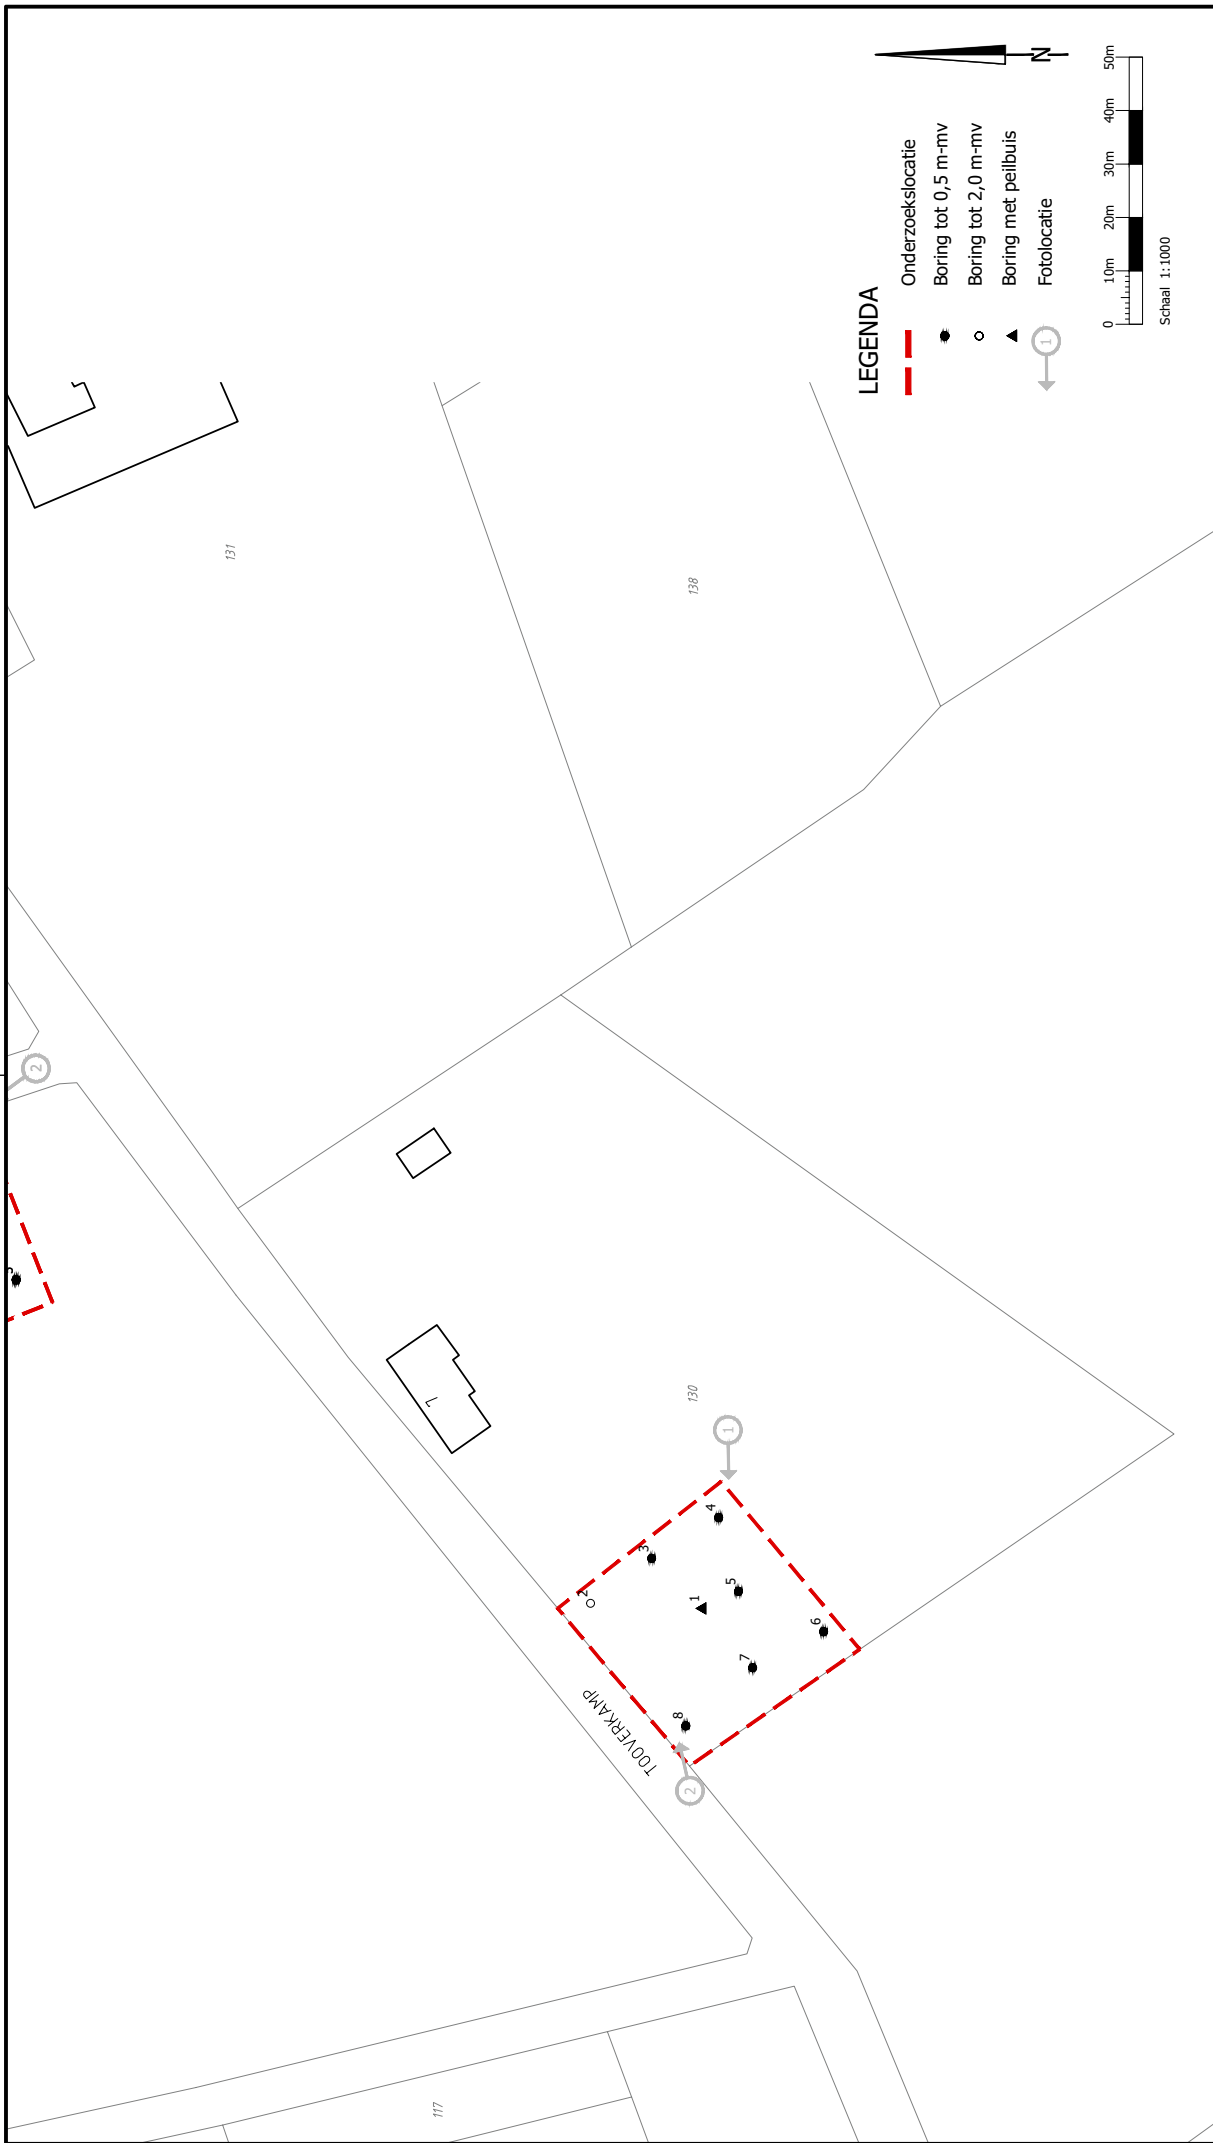 131
138
2
7
130
1
2
3
4
1
5
6
7
8
2
TOOVERKAMP
117
N
LEGENDA
Onderzoekslocatie
Boring tot 0,5 m-mv
Boring tot 2,0 m-mv
Boring met peilbuis
1 Fotolocatie
0 10m 20m 30m 40m 50m
Schaal 1:1000